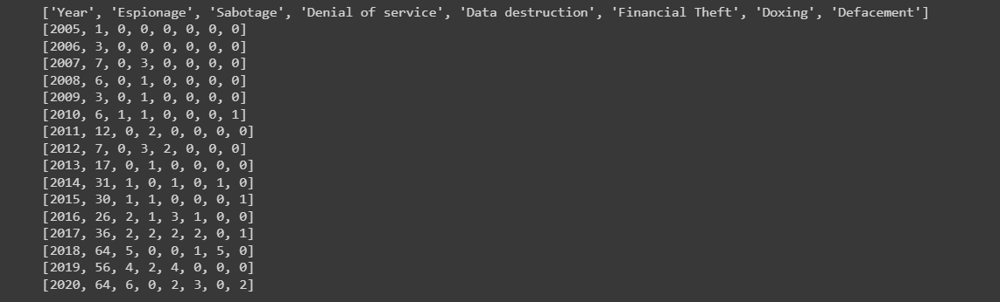 ['Year', 'Espionage', 'Sabotage', 'Denial of service', 'Data destruction', 'Financial Theft', 'Doxing', 'Defacement']
[2005, 1, 0, 0, 0, 0, 0, 0]
[2006, 3, 0, 0, 0, 0, 0, 0]
[2007, 7, 0, 3, 0, 0, 0, 0]
[2008, 6, 0, 1, 0, 0, 0, 0]
[2009, 3, 0, 1, 0, 0, 0, 0]
[2010, 6, 1, 1, 0, 0, 0, 1]
[2011, 12, 0, 2, 0, 0, 0, 0]
[2012, 7, 0, 3, 2, 0, 0, 0]
[2013, 17, 0, 1, 0, 0, 0, 0]
[2014, 31, 1, 0, 1, 0, 1, 0]
[2015, 30, 1, 1, 0, 0, 0, 1]
[2016, 26, 2, 1, 3, 1, 0, 0]
[2017, 36, 2, 2, 2, 2, 0, 1]
[2018, 64, 5, 0, 0, 1, 5, 0]
[2019, 56, 4, 2, 4, 0, 0, 0]
[2020, 64, 6, 0, 2, 3, 0, 2]